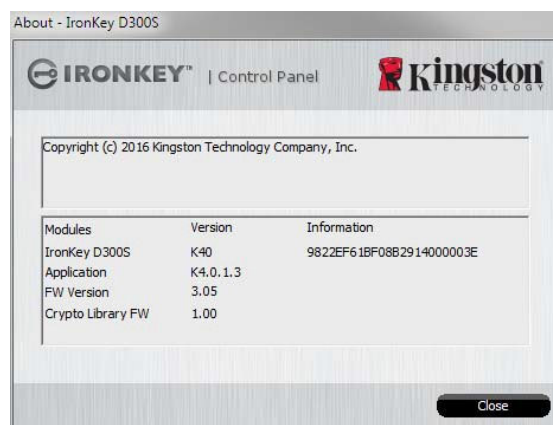 About - IronKey D300S
IRONKEY™ | Control Panel
Kingston
TECHNOLOGY
Copyright (c) 2016 Kingston Technology Company, Inc.
Modules Version Information
IronKey D300S K40 9822EF61BF08B2914000003E
Application K4.0.1.3
FW Version 3.05
Crypto Library FW 1.00
Close